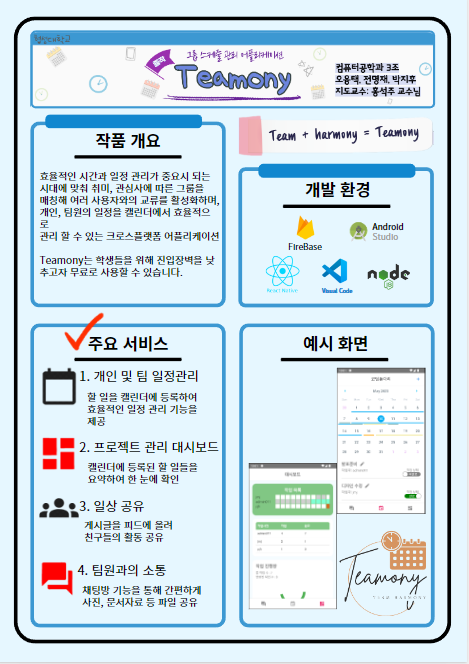 그룹 스케줄 관리 어플리케이션
Teamony
컴퓨터공학과 3조
오용택, 전명재, 박지후
지도교수: 홍석주 교수님
작품 개요
효율적인 시간과 일정 관리가 중요시 되는
시대에 맞춰 취미, 관심사에 따른 그룹을
매칭해 여러 사용자와의 교류를 활성화하며,
개인, 팀원의 일정을 캘린더에서 효율적으
로
관리 할 수 있는 크로스플랫폼 어플리케이션
Teamony는 학생들을 위해 진입장벽을 낮
추고자 무료로 사용할 수 있습니다.
Team + harmony = Teamony
개발 환경
FireBase
Android
Studio
React Native
Visual Code
node
JS
주요 서비스
1. 개인 및 팀 일정관리
할 일을 캘린더에 등록하여
효율적인 일정 관리 기능을
제공
2. 프로젝트 관리 대시보드
캘린더에 등록된 할 일들을
요약하여 한 눈에 확인
3. 일상 공유
게시글을 피드에 올려
친구들의 활동 공유
4. 팀원과의 소통
채팅방 기능을 통해 간편하게
사진, 문서자료 등 파일 공유
예시 화면
대시보드
Teamony
TEAM HARMONY